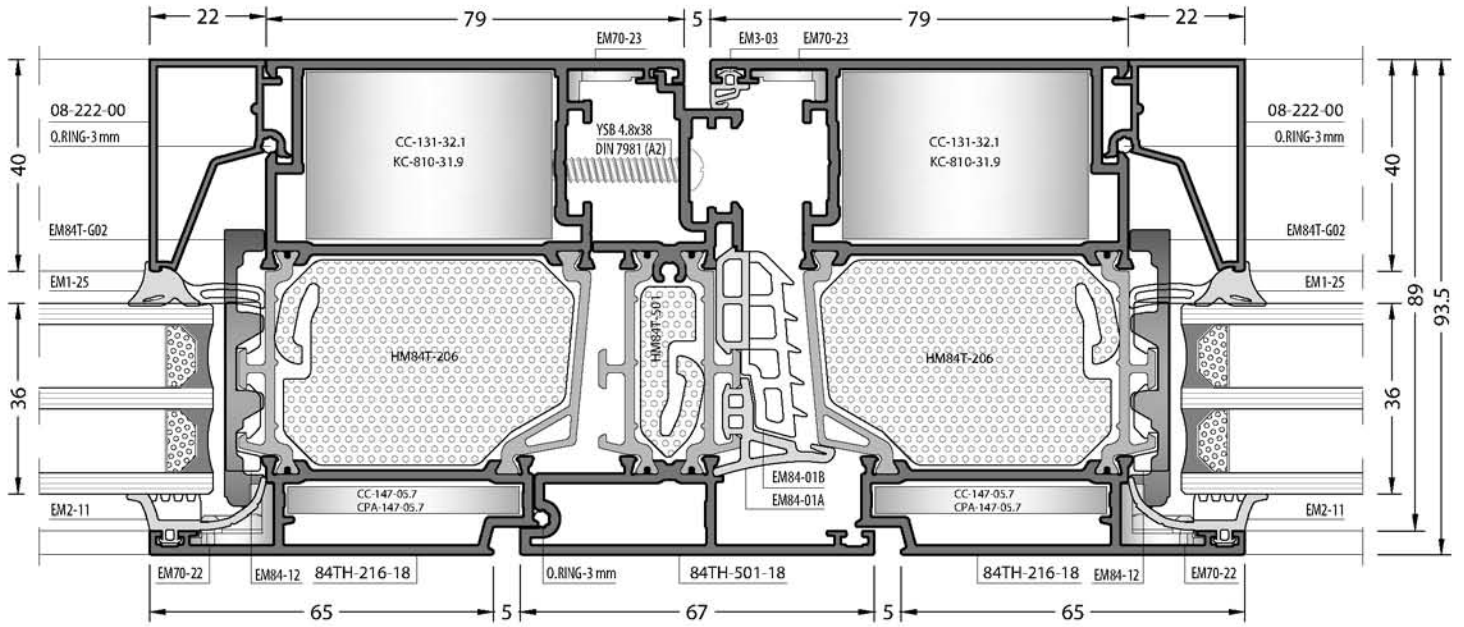 22
79
5
79
22
EM70-23
EM3-03
EM70-23
08-222-00
O.RING-3 mm
40
EM84T-G02
EM1-25
36
EM2-11
CC-131-32.1
KC-810-31.9
YSB 4.8x38
DIN 7981 (A2)
CC-131-32.1
KC-810-31.9
08-222-00
O.RING-3 mm
40
EM84T-G02
EM1-25
89
93.5
36
EM2-11
HM84T-206
HM84T-501
HM84T-206
EM84-01B
EM84-01A
CC-147-05.7
CPA-147-05.7
CC-147-05.7
CPA-147-05.7
EM70-22
EM84-12
84TH-216-18
O.RING-3 mm
84TH-501-18
84TH-216-18
EM84-12
EM70-22
65
5
67
5
65